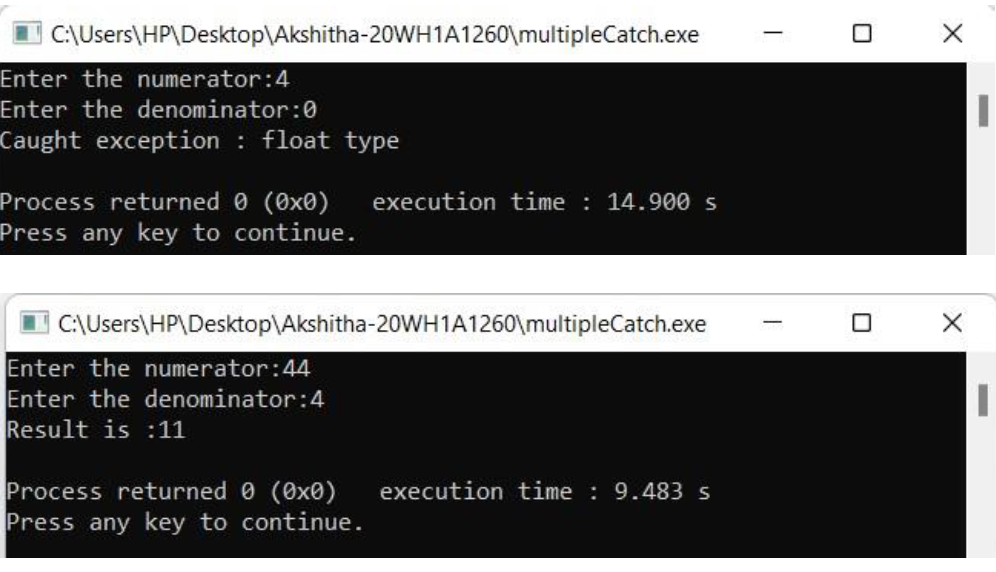 C:\Users\HP\Desktop\Akshitha-20WH1A1260\multipleCatch.exe
Enter the numerator:4
Enter the denominator:0
Caught exception : float type
Process returned 0 (0x0)   execution time : 14.900 s
Press any key to continue.
C:\Users\HP\Desktop\Akshitha-20WH1A1260\multipleCatch.exe
Enter the numerator:44
Enter the denominator:4
Result is :11
Process returned 0 (0x0)   execution time : 9.483 s
Press any key to continue.